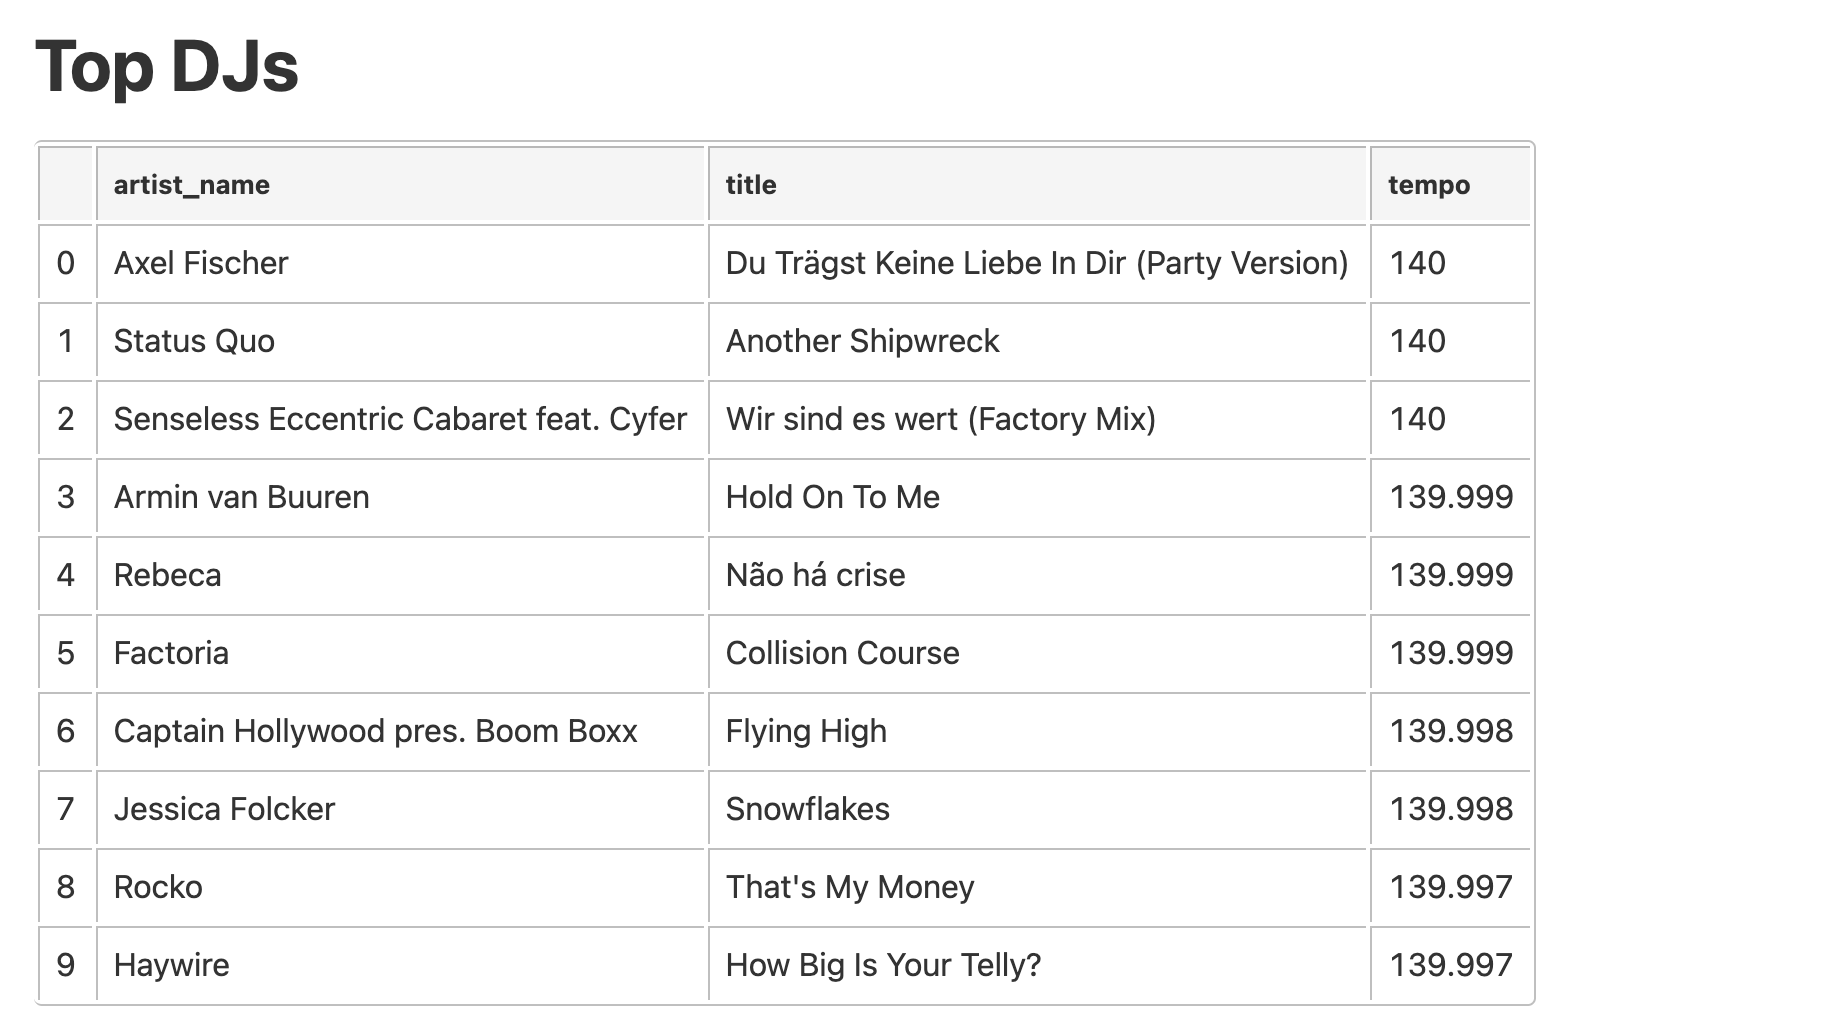 Top DJs
artist_name title tempo
0 Axel Fischer Du Trägst Keine Liebe In Dir (Party Version) 140
1 Status Quo Another Shipwreck 140
2 Senseless Eccentric Cabaret feat. Cyfer Wir sind es wert (Factory Mix) 140
3 Armin van Buuren Hold On To Me 139.999
4 Rebeca Não há crise 139.999
5 Factoria Collision Course 139.999
6 Captain Hollywood pres. Boom Boxx Flying High 139.998
7 Jessica Folcker Snowflakes 139.998
8 Rocko That's My Money 139.997
9 Haywire How Big Is Your Telly? 139.997